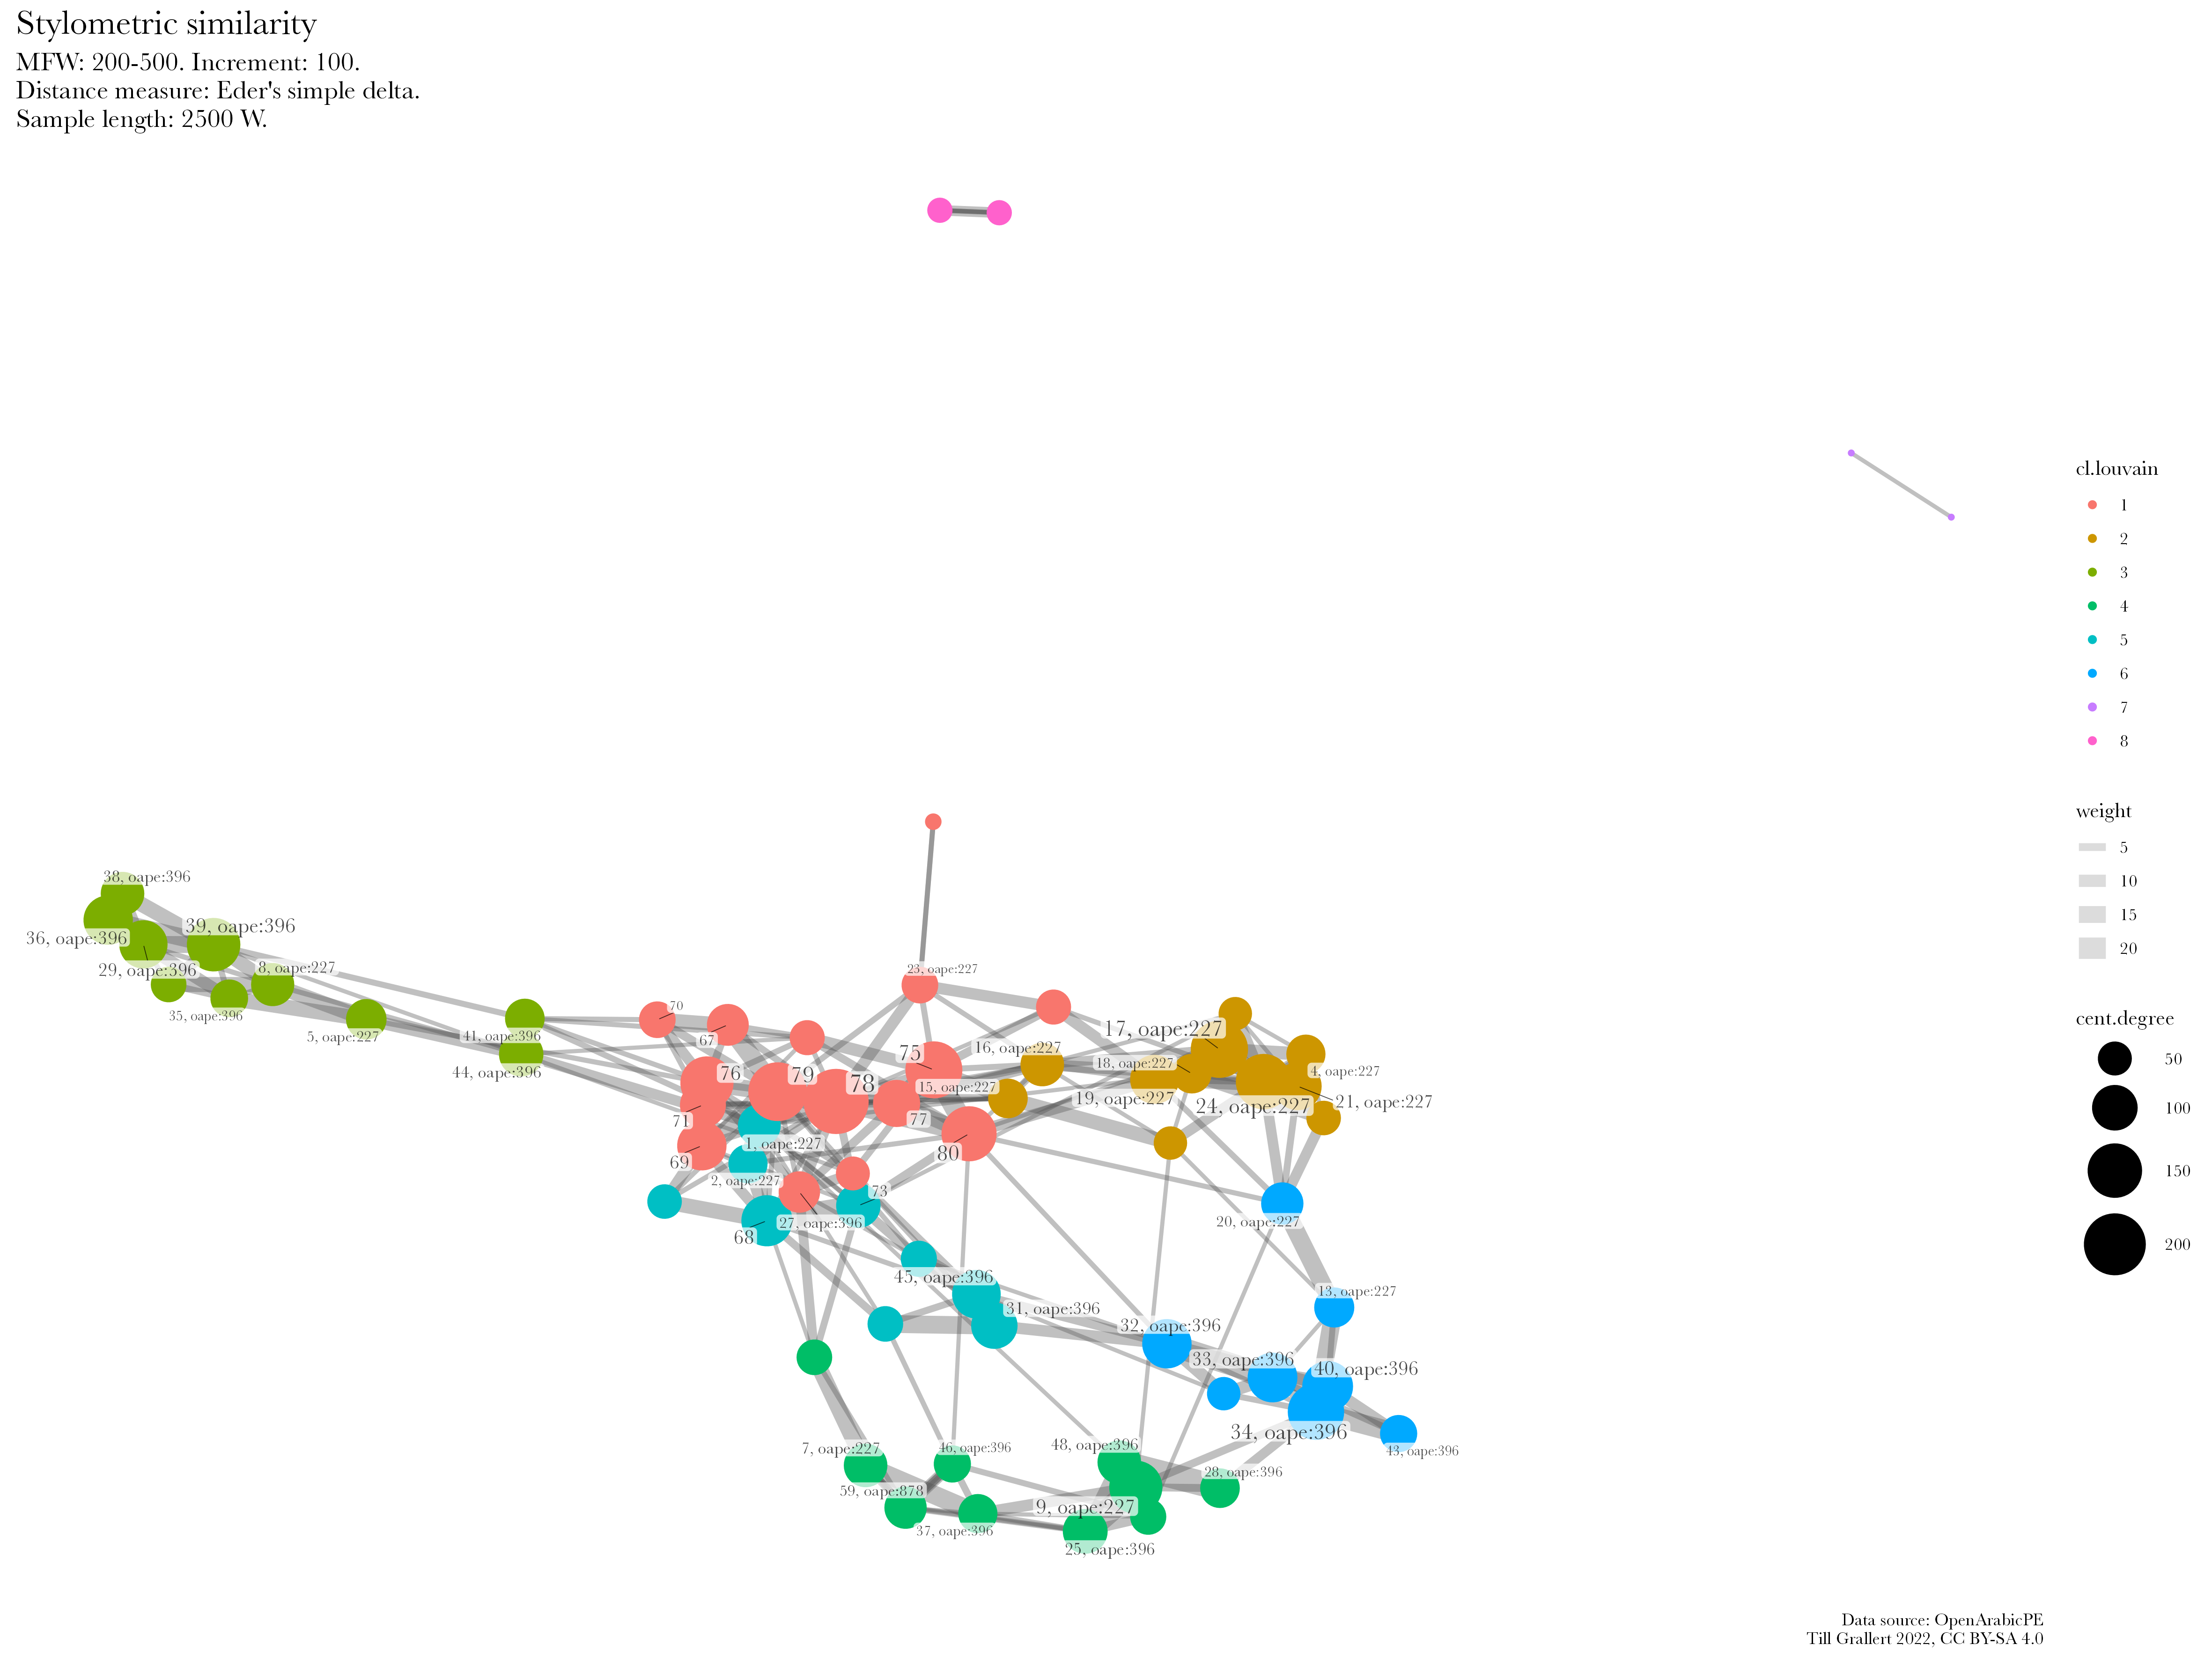 Stylometric similarity
MFW: 200-500. Increment: 100.
Distance measure: Eder's simple delta.
Sample length: 2500 W.
cl.louvain
1
2
3
4
5
6
7
8
weight
5
10
15
20
cent.degree
50
100
150
200
38, oape:396
39, oape:396
36, oape:396
29, oape:396
8, oape:227
35, oape:396
5, oape:227
41, oape:396
44, oape:396
70
67
23, oape:227
75
16, oape:227
17, oape:227
18, oape:227
4, oape:227
76
79
78
15, oape:227
19, oape:227
24, oape:227
21, oape:227
71
77
1, oape:227
69
80
2, oape:227
73
27, oape:396
68
20, oape:227
45, oape:396
31, oape:396
13, oape:227
32, oape:396
33, oape:396
40, oape:396
34, oape:396
43, oape:396
7, oape:227
46, oape:396
48, oape:396
28, oape:396
59, oape:878
9, oape:227
37, oape:396
25, oape:396
Data source: OpenArabicPE
Till Grallert 2022, CC BY-SA 4.0